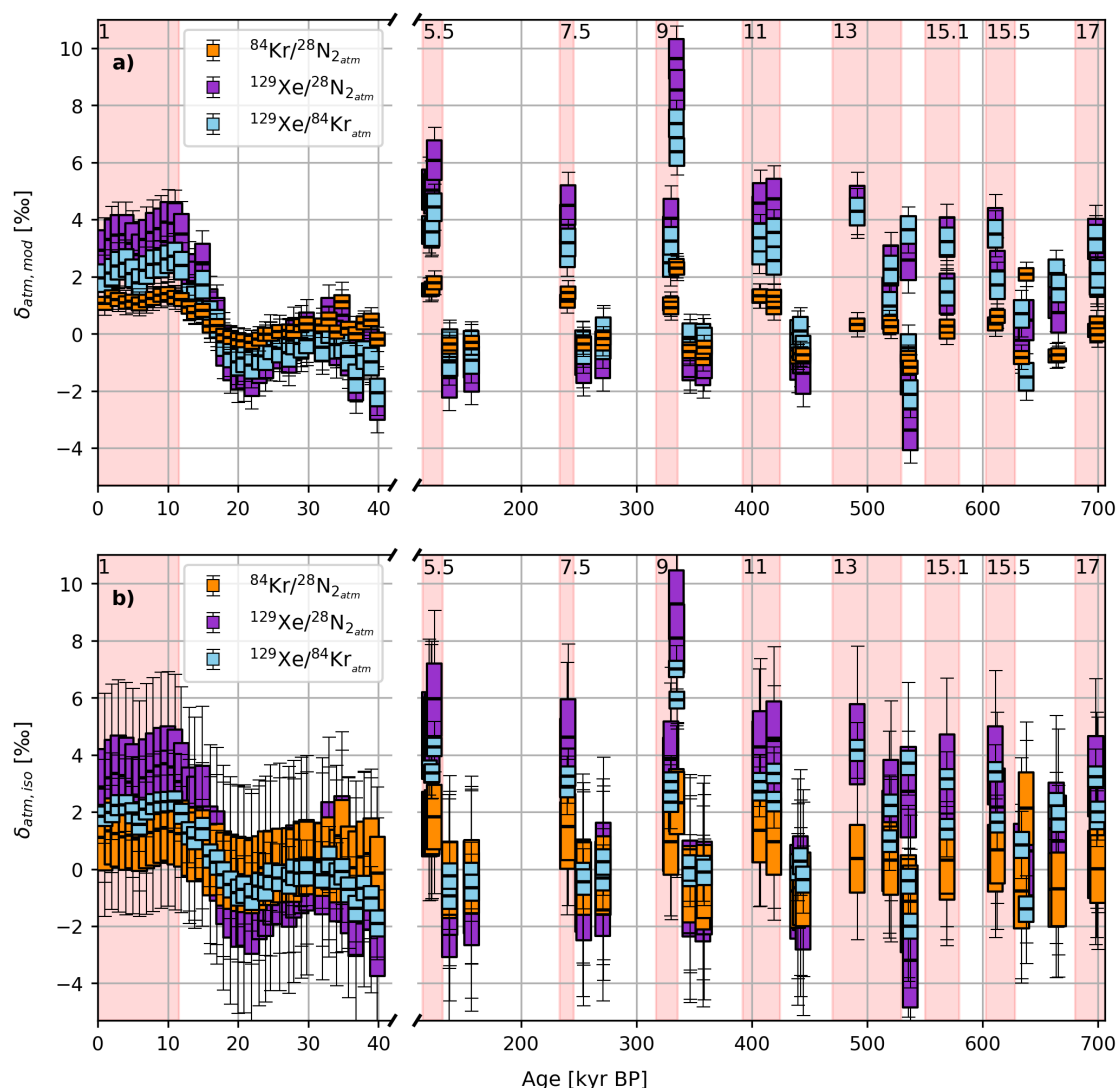 1 5.5 7.5 9 11 13 15.1 15.5 17
a)
84Kr/28N2atm
129Xe/28N2atm
129Xe/84Kratm
δatm, mod [‰]
10
8
6
4
2
0
−2
−4
0 10 20 30 40 200 300 400 500 600 700
1 5.5 7.5 9 11 13 15.1 15.5 17
b)
84Kr/28N2atm
129Xe/28N2atm
129Xe/84Kratm
δatm, iso [‰]
10
8
6
4
2
0
−2
−4
0 10 20 30 40 200 300 400 500 600 700
Age [kyr BP]